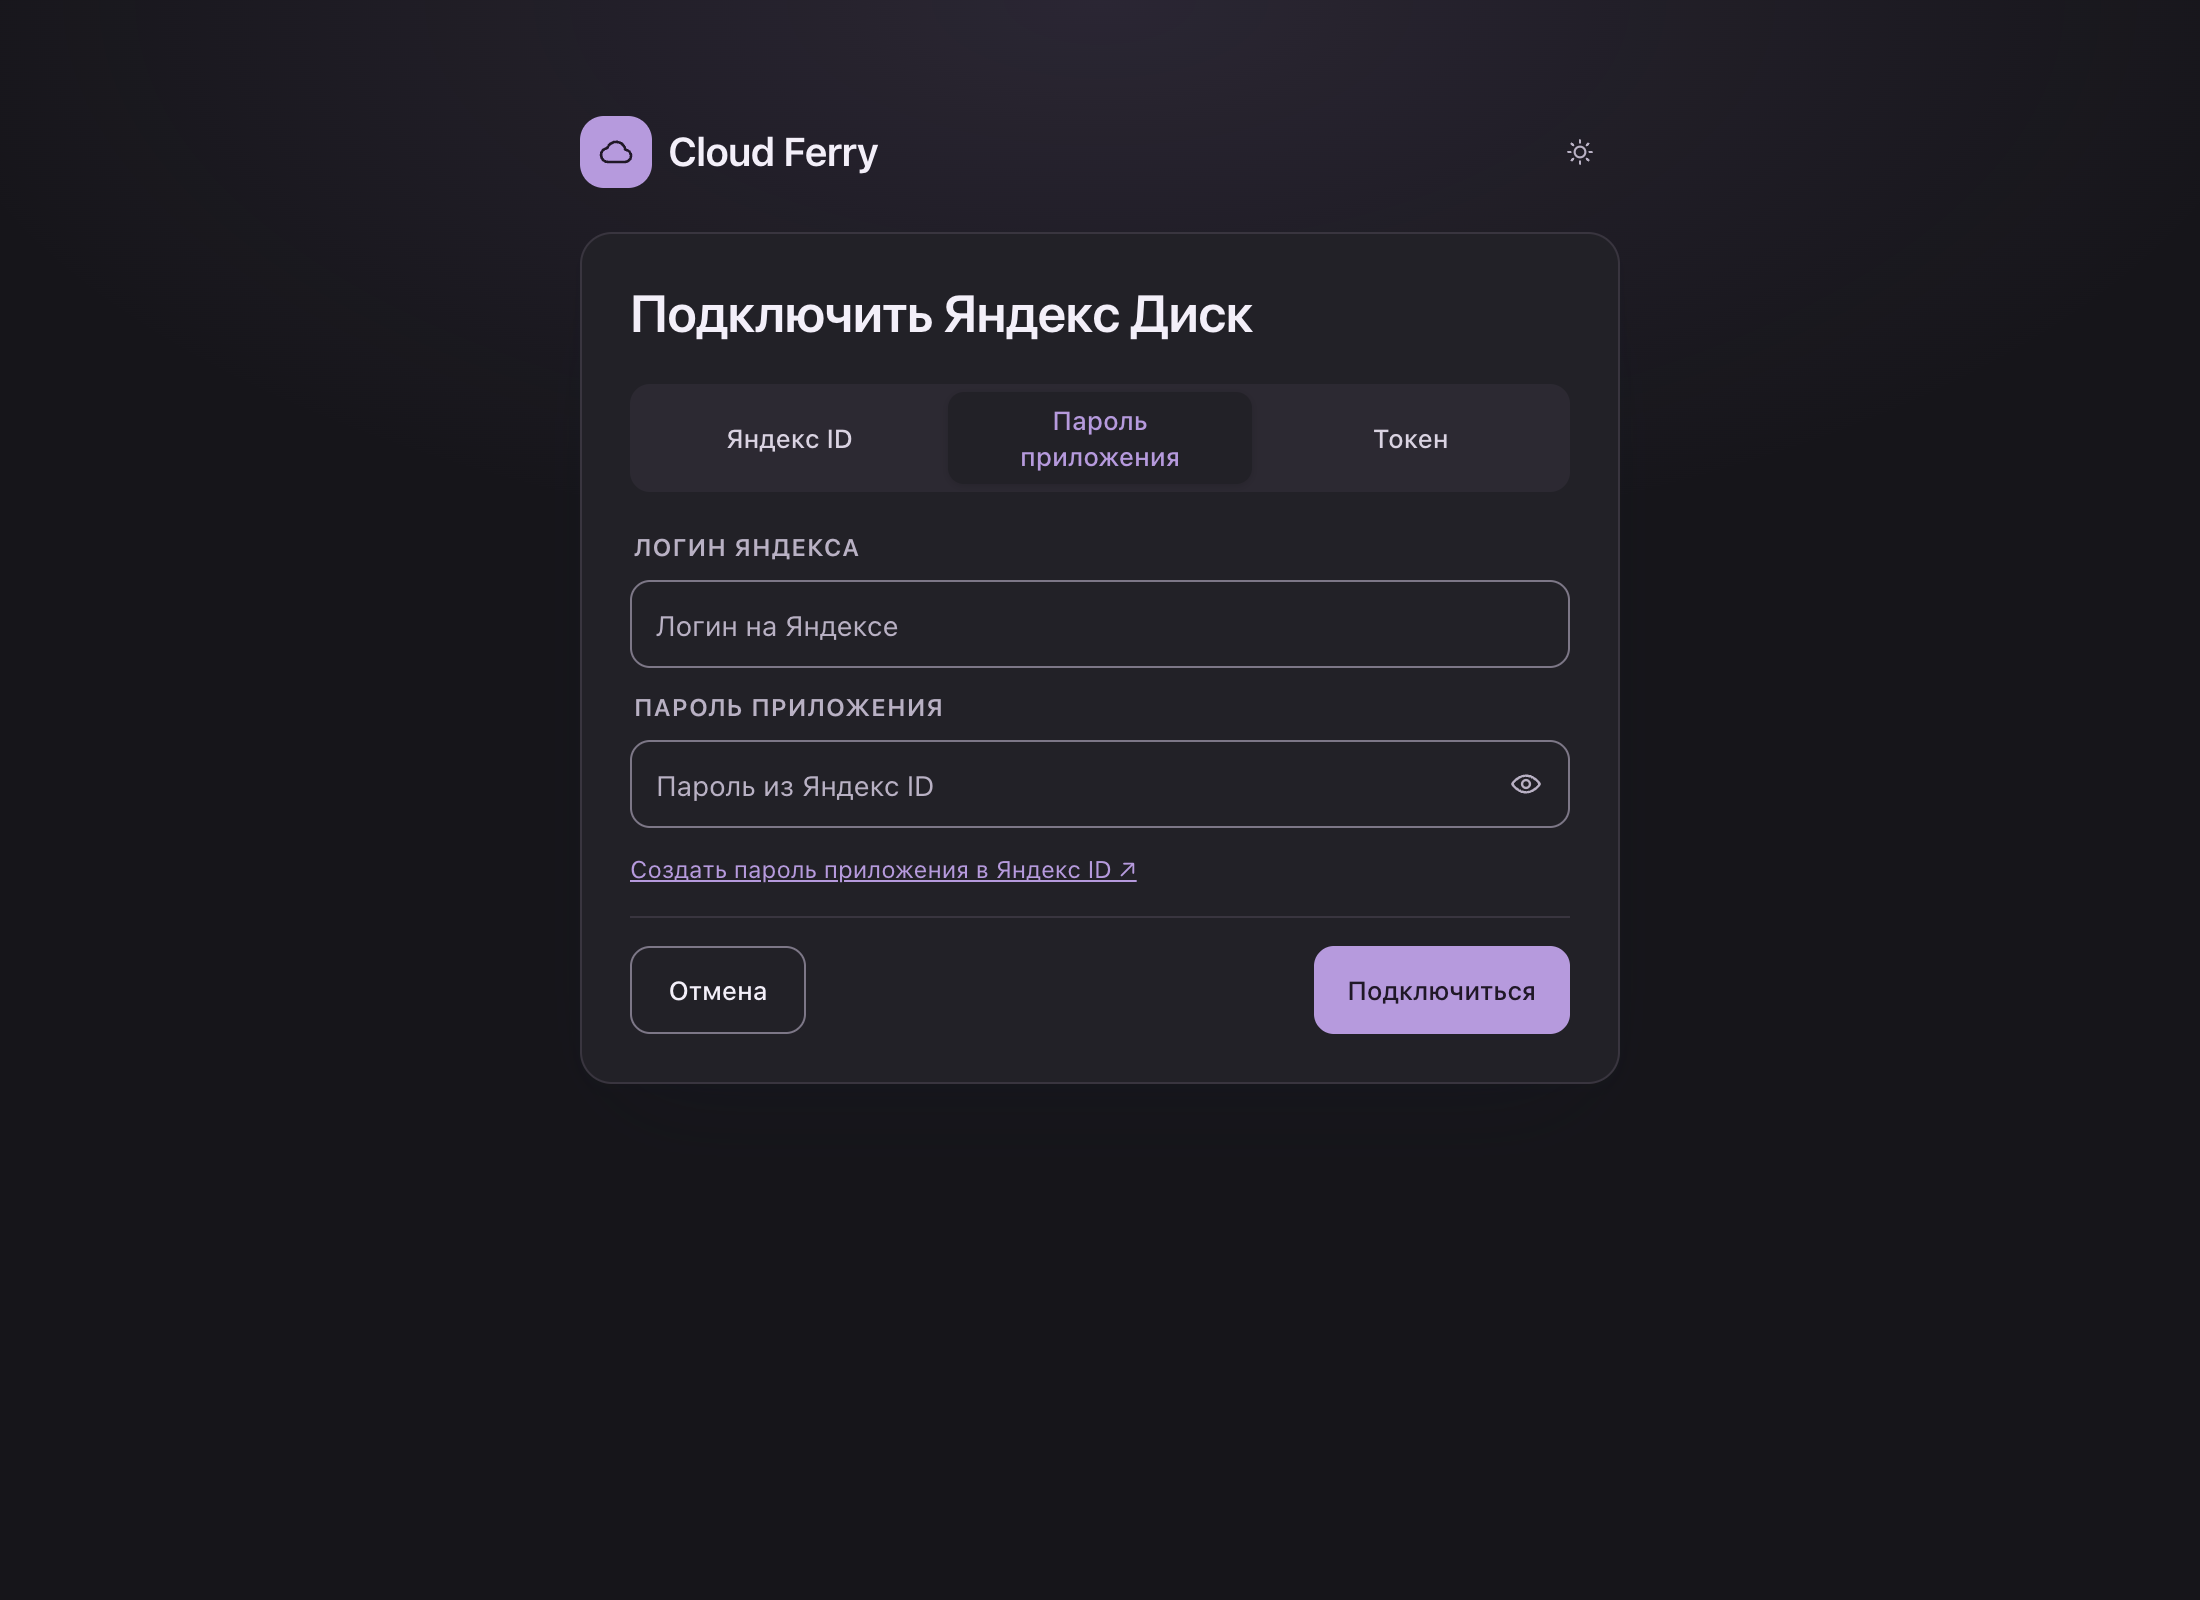 Cloud Ferry
Подключить Яндекс Диск
Яндекс ID
Пароль
приложения
Токен
ЛОГИН ЯНДЕКСА
Логин на Яндексе
ПАРОЛЬ ПРИЛОЖЕНИЯ
Пароль из Яндекс ID
Создать пароль приложения в Яндекс ID ↗
Отмена
Подключиться